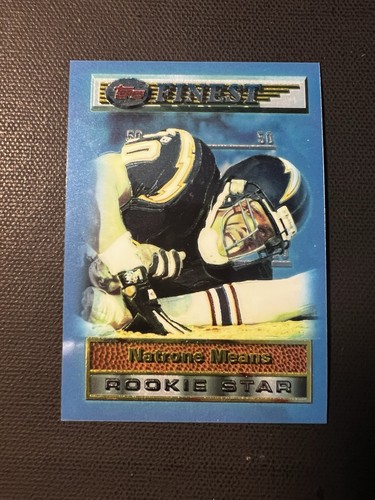 Topps FINEST
50 50
Natrone Means
ROOKIE STAR